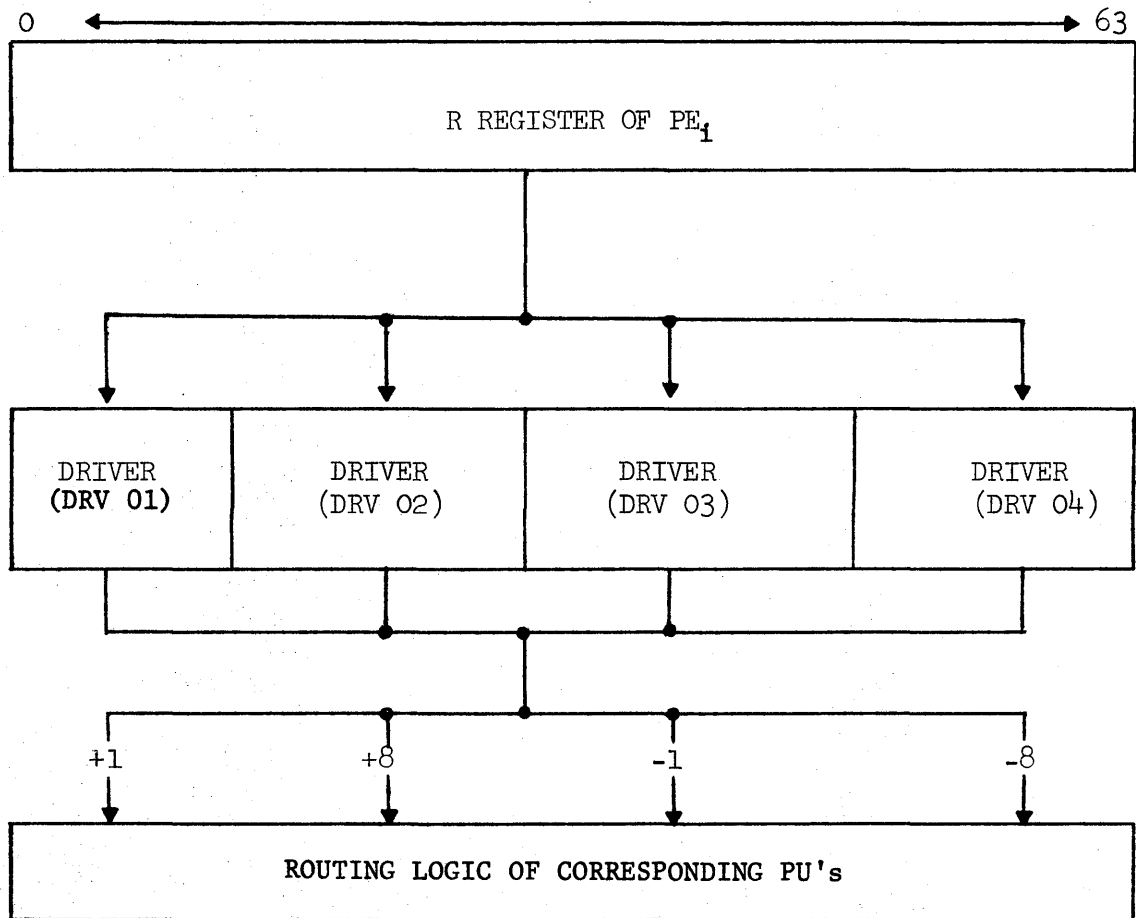 0 63
R REGISTER OF PEi
DRIVER
(DRV 01)
DRIVER
(DRV 02)
DRIVER
(DRV 03)
DRIVER
(DRV 04)
+1 +8 -1 -8
ROUTING LOGIC OF CORRESPONDING PU's